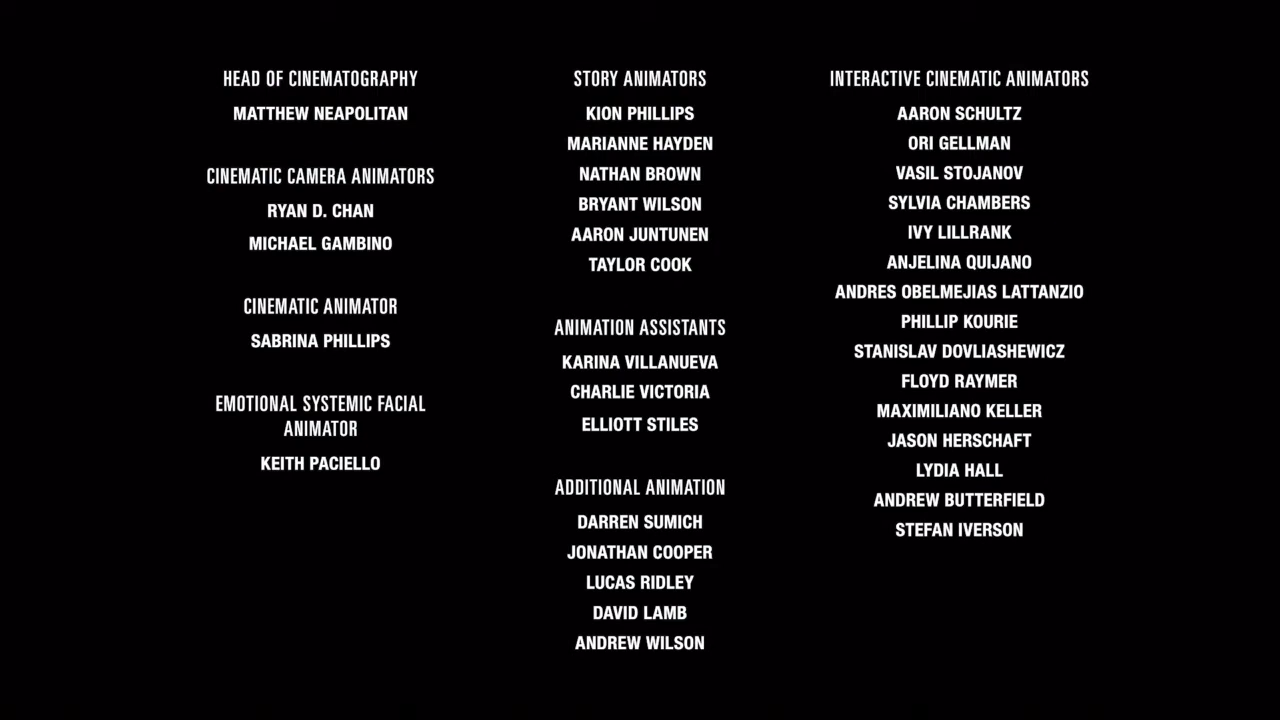 HEAD OF CINEMATOGRAPHY
MATTHEW NEAPOLITAN
CINEMATIC CAMERA ANIMATORS
RYAN D. CHAN
MICHAEL GAMBINO
CINEMATIC ANIMATOR
SABRINA PHILLIPS
EMOTIONAL SYSTEMIC FACIAL
ANIMATOR
KEITH PACIELLO
STORY ANIMATORS
KION PHILLIPS
MARIANNE HAYDEN
NATHAN BROWN
BRYANT WILSON
AARON JUNTUNEN
TAYLOR COOK
ANIMATION ASSISTANTS
KARINA VILLANUEVA
CHARLIE VICTORIA
ELLIOTT STILES
ADDITIONAL ANIMATION
DARREN SUMICH
JONATHAN COOPER
LUCAS RIDLEY
DAVID LAMB
ANDREW WILSON
INTERACTIVE CINEMATIC ANIMATORS
AARON SCHULTZ
ORI GELLMAN
VASIL STOJANOV
SYLVIA CHAMBERS
IVY LILLRANK
ANJELINA QUIJANO
ANDRES OBELMEJIAS LATTANZIO
PHILLIP KOURIE
STANISLAV DOVLIASHEWICZ
FLOYD RAYMER
MAXIMILIANO KELLER
JASON HERSCHAFT
LYDIA HALL
ANDREW BUTTERFIELD
STEFAN IVERSON